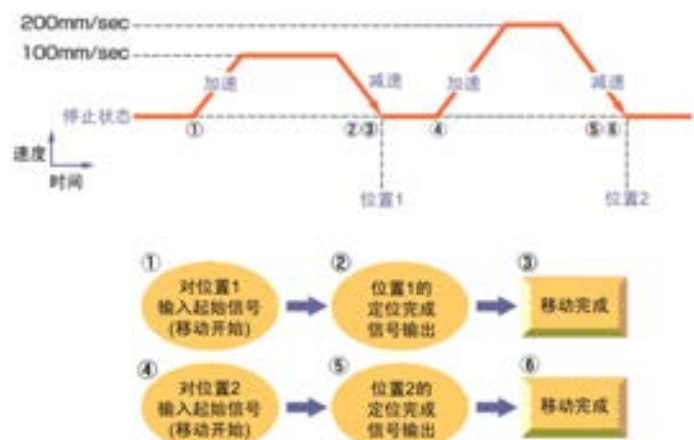 200mm/sec
100mm/sec
加速
减速
加速
减速
停止状态
①
②③
④
⑤⑥
速度
时间
位置1
位置2
①
②
③
对位置1
输入起始信号
(移动开始)
位置1的
定位完成
信号输出
移动完成
④
⑤
⑥
对位置2
输入起始信号
(移动开始)
位置2的
定位完成
信号输出
移动完成